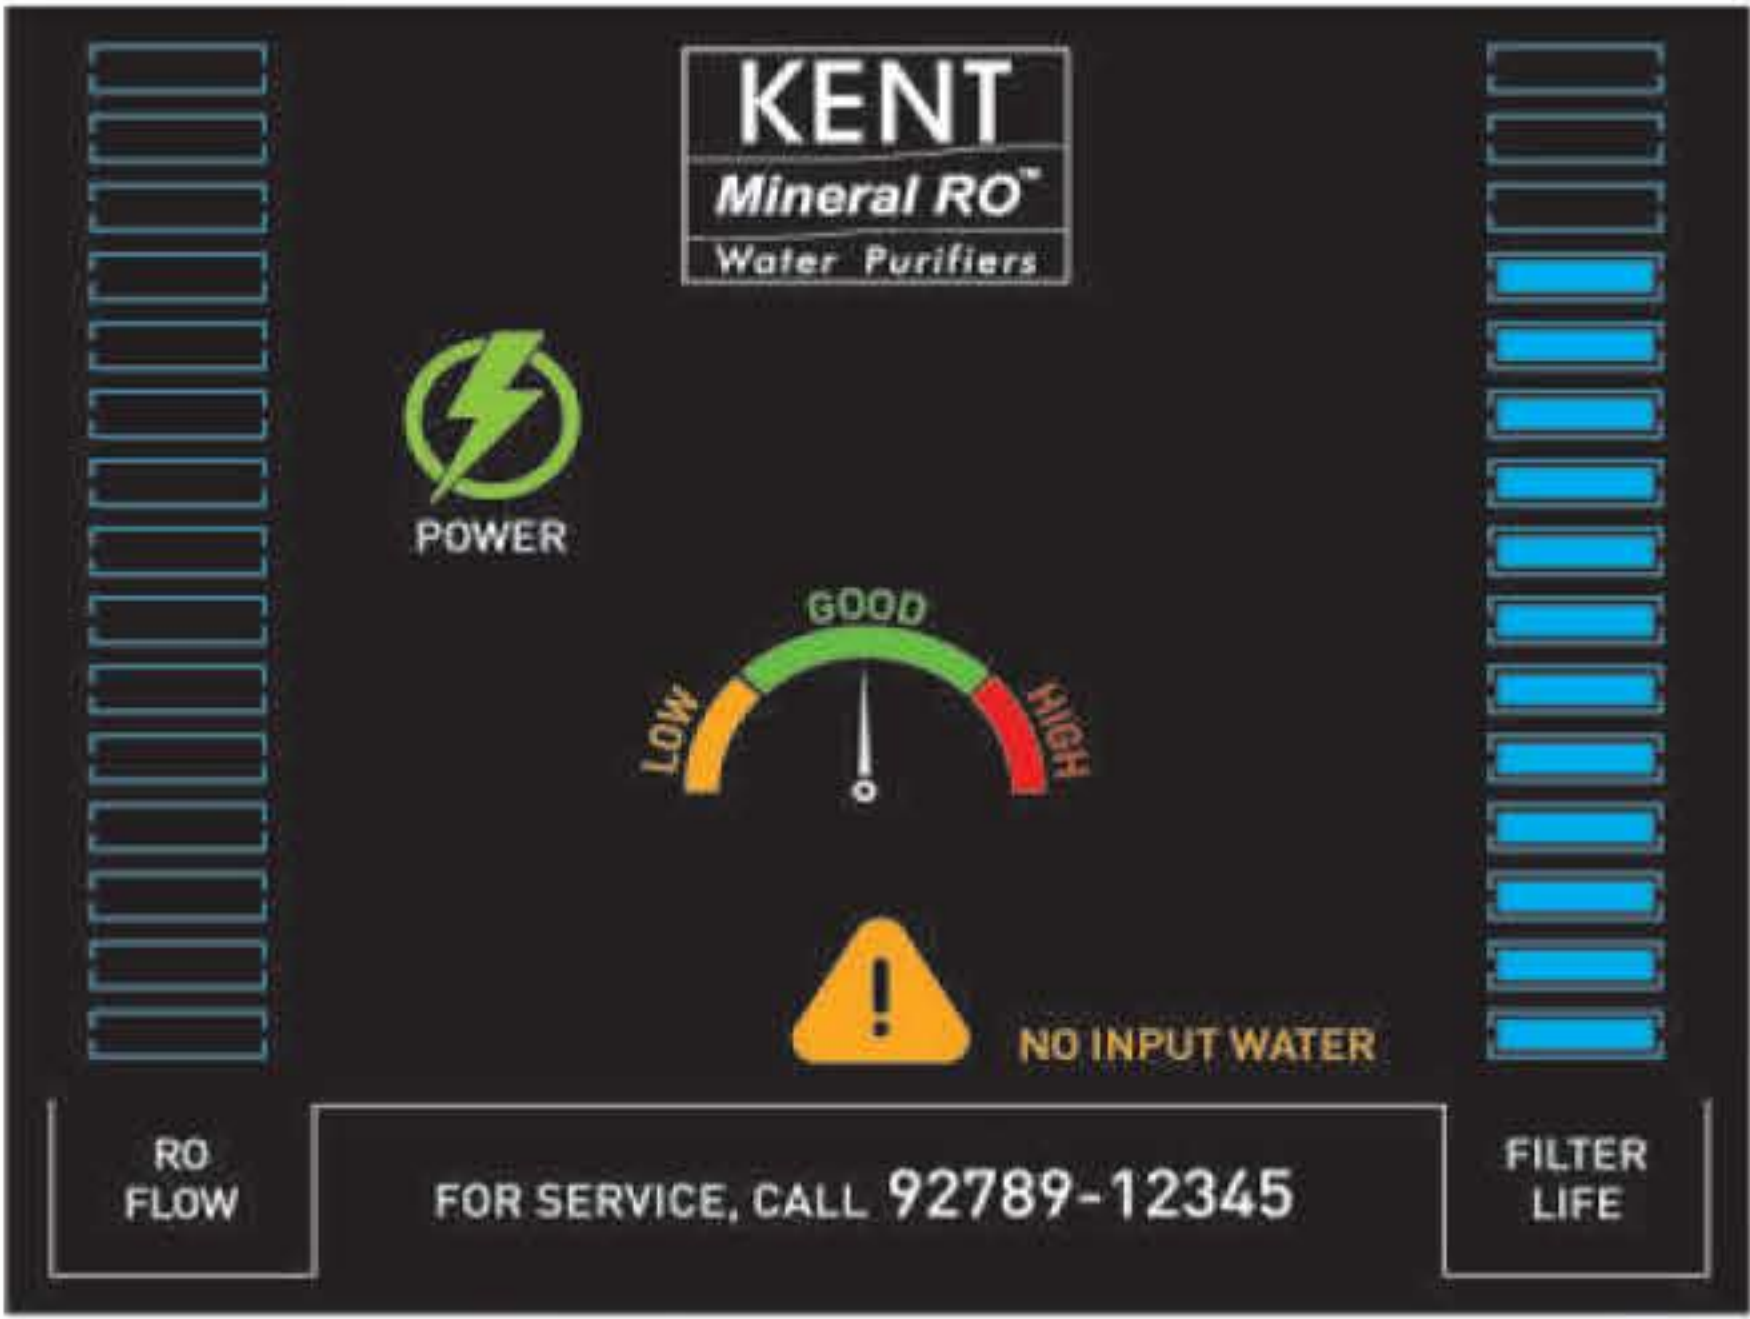 KENT
Mineral RO™
Water Purifiers
POWER
GOOD
LOW
HIGH
NO INPUT WATER
RO
FLOW
FOR SERVICE, CALL 92789-12345
FILTER
LIFE